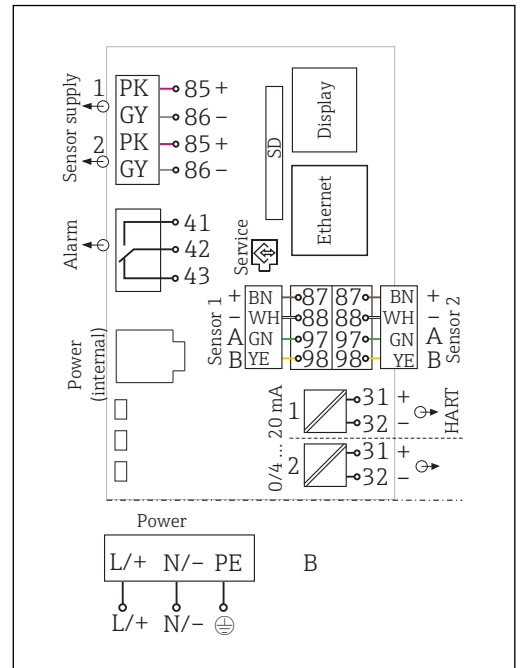 Sensor supply
1 PK 85 +
GY 86 −
2 PK 85 +
GY 86 −
Display
SD
Ethernet
Alarm
41
42
43
Service
Sensor 1
+ BN 87 87 BN +
− WH 88 88 WH −
A GN 97 97 GN A
B YE 98 98 YE B
Sensor 2
Power
(internal)
0/4 ... 20 mA
1 31 +
32 −
HART
2 31 +
32 −
Power
L/+ N/− PE
B
L/+ N/−